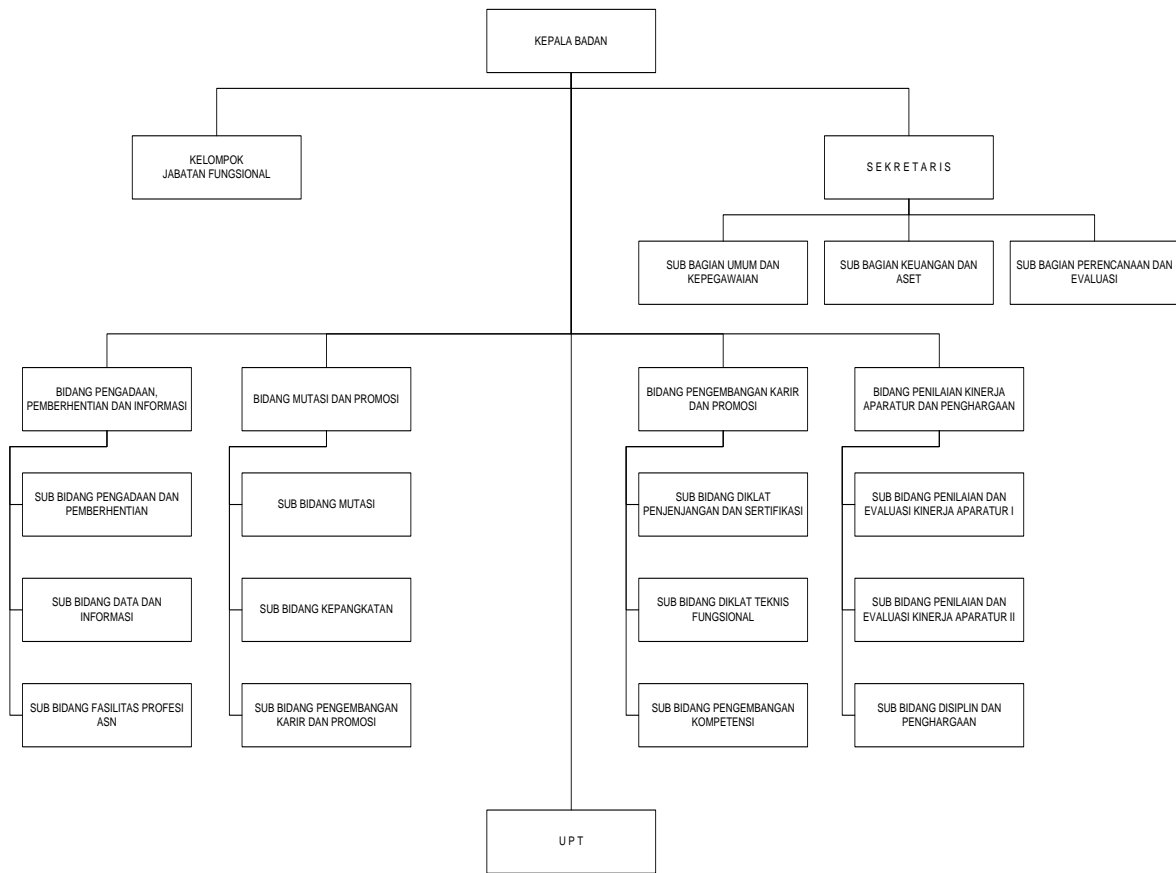 KEPALA BADAN
KELOMPOK
JABATAN FUNGSIONAL
S E K R E T A R I S
SUB BAGIAN UMUM DAN
KEPEGAWAIAN
SUB BAGIAN KEUANGAN DAN
ASET
SUB BAGIAN PERENCANAAN DAN
EVALUASI
BIDANG PENGADAAN,
PEMBERHENTIAN DAN INFORMASI
BIDANG MUTASI DAN PROMOSI
BIDANG PENGEMBANGAN KARIR
DAN PROMOSI
BIDANG PENILAIAN KINERJA
APARATUR DAN PENGHARGAAN
SUB BIDANG PENGADAAN DAN
PEMBERHENTIAN
SUB BIDANG MUTASI
SUB BIDANG DIKLAT
PENJENJANGAN DAN SERTIFIKASI
SUB BIDANG PENILAIAN DAN
EVALUASI KINERJA APARATUR I
SUB BIDANG DATA DAN
INFORMASI
SUB BIDANG KEPANGKATAN
SUB BIDANG DIKLAT TEKNIS
FUNGSIONAL
SUB BIDANG PENILAIAN DAN
EVALUASI KINERJA APARATUR II
SUB BIDANG FASILITAS PROFESI
ASN
SUB BIDANG PENGEMBANGAN
KARIR DAN PROMOSI
SUB BIDANG PENGEMBANGAN
KOMPETENSI
SUB BIDANG DISIPLIN DAN
PENGHARGAAN
U P T